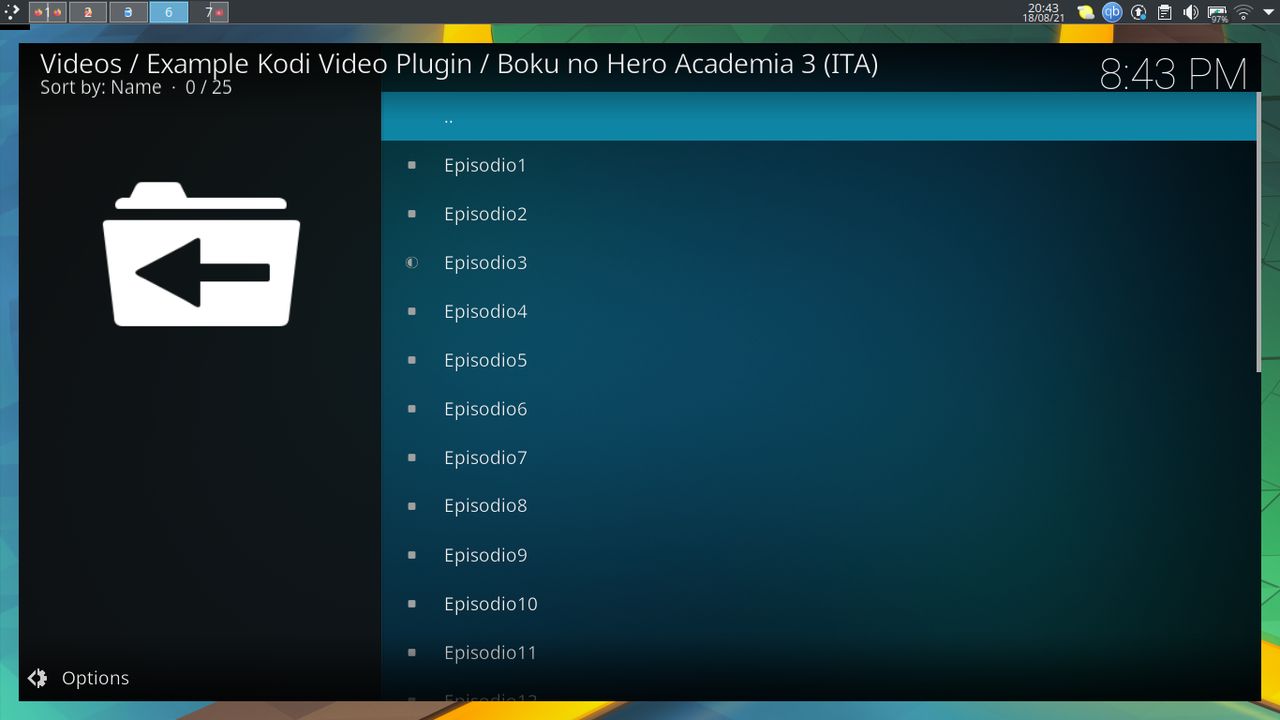 1 2 3 6 7
20:43
18/08/21
qb
97%
Videos / Example Kodi Video Plugin / Boku no Hero Academia 3 (ITA)
Sort by: Name · 0 / 25
8:43 PM
..
Episodio1
Episodio2
Episodio3
Episodio4
Episodio5
Episodio6
Episodio7
Episodio8
Episodio9
Episodio10
Episodio11
Episodio12
Options